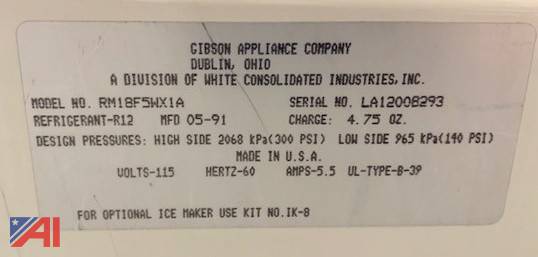 GIBSON APPLIANCE COMPANY
DUBLIN, OHIO
A DIVISION OF WHITE CONSOLIDATED INDUSTRIES, INC.
MODEL NO. RM18F5WX1A SERIAL NO. LA12008293
REFRIGERANT-R12 MFD 05-91 CHARGE: 4.75 OZ.
DESIGN PRESSURES: HIGH SIDE 2068 kPa(300 PSI) LOW SIDE 965 kPa(140 PSI)
MADE IN U.S.A.
VOLTS-115 HERTZ-60 AMPS-5.5 UL-TYPE-B-39
FOR OPTIONAL ICE MAKER USE KIT NO.IK-8
AI